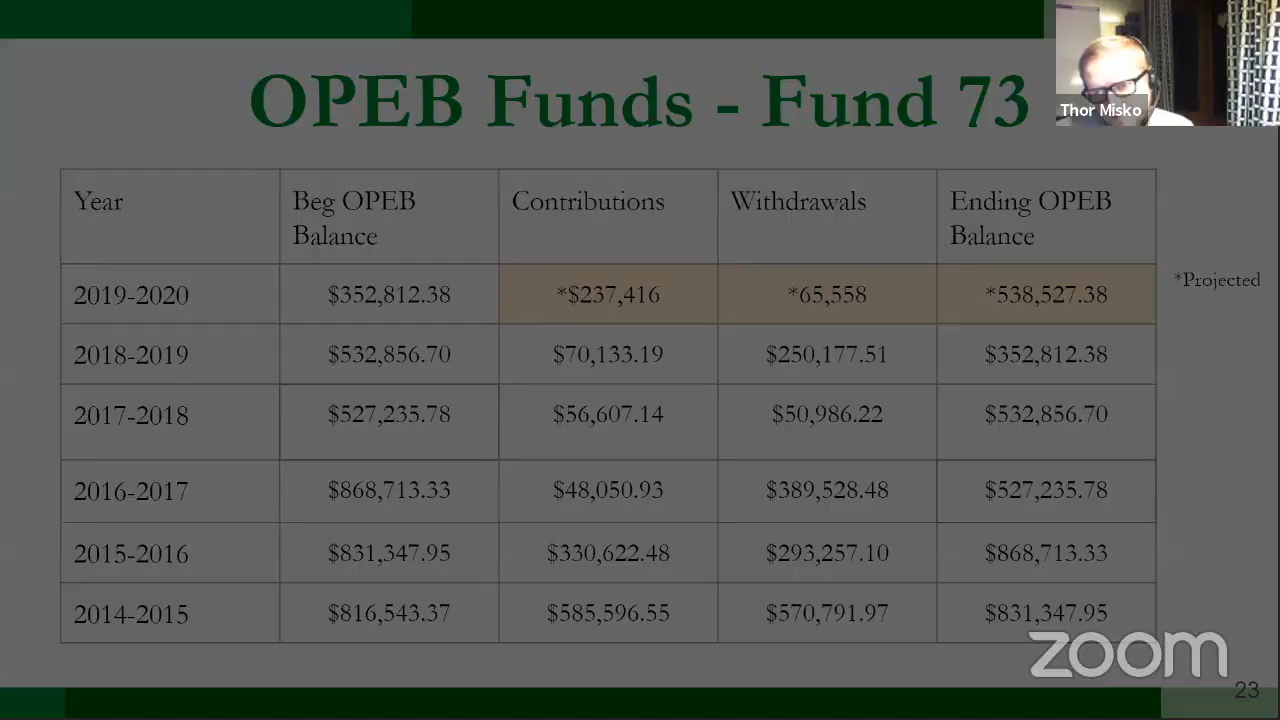 OPEB Funds - Fund 73
Thor Misko
Year Beg OPEB Balance Contributions Withdrawals Ending OPEB Balance
2019-2020 $352,812.38 *$237,416 *65,558 *538,527.38
*Projected
2018-2019 $532,856.70 $70,133.19 $250,177.51 $352,812.38
2017-2018 $527,235.78 $56,607.14 $50,986.22 $532,856.70
2016-2017 $868,713.33 $48,050.93 $389,528.48 $527,235.78
2015-2016 $831,347.95 $330,622.48 $293,257.10 $868,713.33
2014-2015 $816,543.37 $585,596.55 $570,791.97 $831,347.95
zoom
23